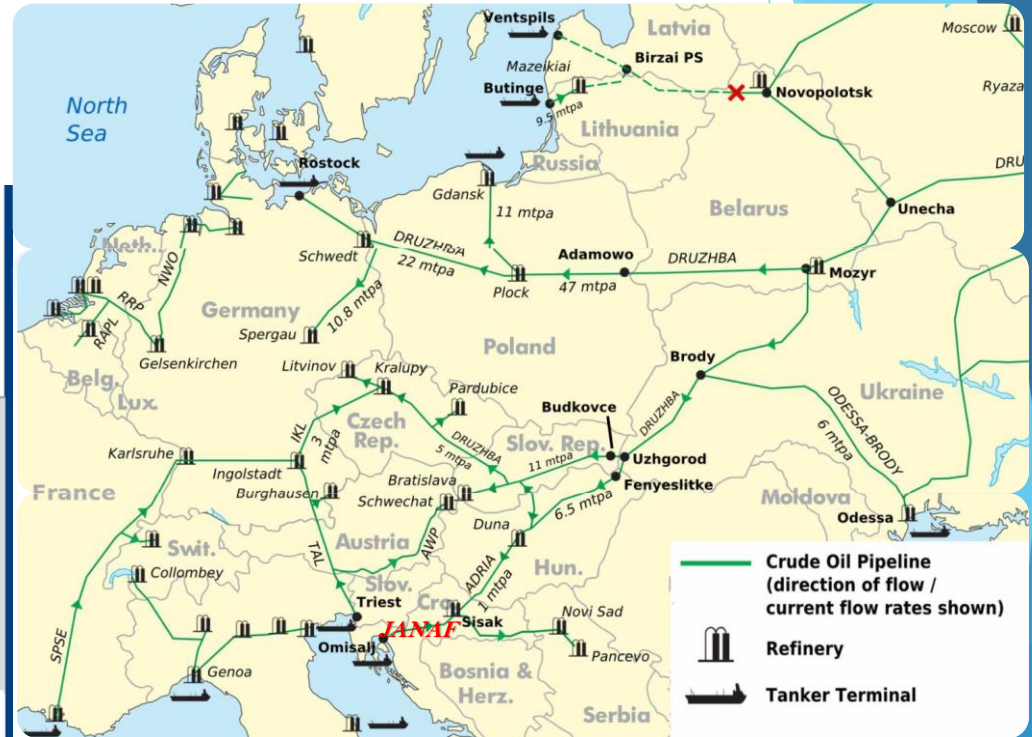 Ventspils
Latvia
Moscow
Birzai PS
Mazeikiai
Butinge
Novopolotsk
Ryaza
North
Sea
9.5 mtpa
Lithuania
Russia
Rostock
DRU
Gdansk
11 mtpa
Belarus
Unecha
Neth..
NWO
Schwedt
DRUZHBA
22 mtpa
Adamowo
DRUZHBA
Mozyr
Plock
47 mtpa
RRP
RAPL
Germany
10.8 mtpa
Spergau
Gelsenkirchen
Poland
Brody
Litvinov
Kralupy
Pardubice
Belg.
Lux.
Ukraine
Budkovce
DRUZHBA
ODESSA-BRODY
6 mtpa
Czech
Rep.
IKL
3
mtpa
DRUZHBA
5 mtpa
Slov. Rep.
11 mtpa
Uzhgorod
Karlsruhe
Ingolstadt
Fenyeslitke
Burghausen
Bratislava
Schwechat
6.5 mtpa
France
Moldova
Duna
Odessa
Swit.
Austria
TAL
AWP
Hun.
Collombey
Slov.
ADRIA
1 mtpa
Triest
Cro.
Sisak
Novi Sad
JANAF
Omisalj
Pancevo
SPSE
Genoa
Bosnia &
Herz.
Serbia
Crude Oil Pipeline
(direction of flow /
current flow rates shown)
Refinery
Tanker Terminal